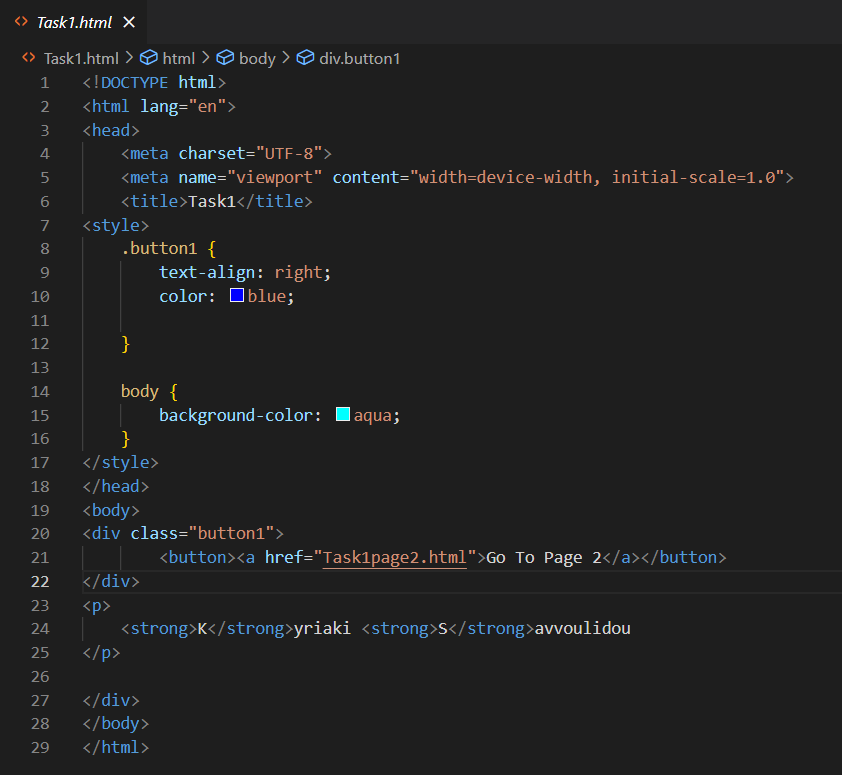 Task1.html
Task1.html > html > body > div.button1
1 <!DOCTYPE html>
2 <html lang="en">
3 <head>
4     <meta charset="UTF-8">
5     <meta name="viewport" content="width=device-width, initial-scale=1.0">
6     <title>Task1</title>
7 <style>
8     .button1 {
9         text-align: right;
10         color: blue;
11
12     }
13
14     body {
15         background-color: aqua;
16     }
17 </style>
18 </head>
19 <body>
20 <div class="button1">
21         <button><a href="Task1page2.html">Go To Page 2</a></button>
22 </div>
23 <p>
24     <strong>K</strong>yriaki <strong>S</strong>avvoulidou
25 </p>
26
27 </div>
28 </body>
29 </html>